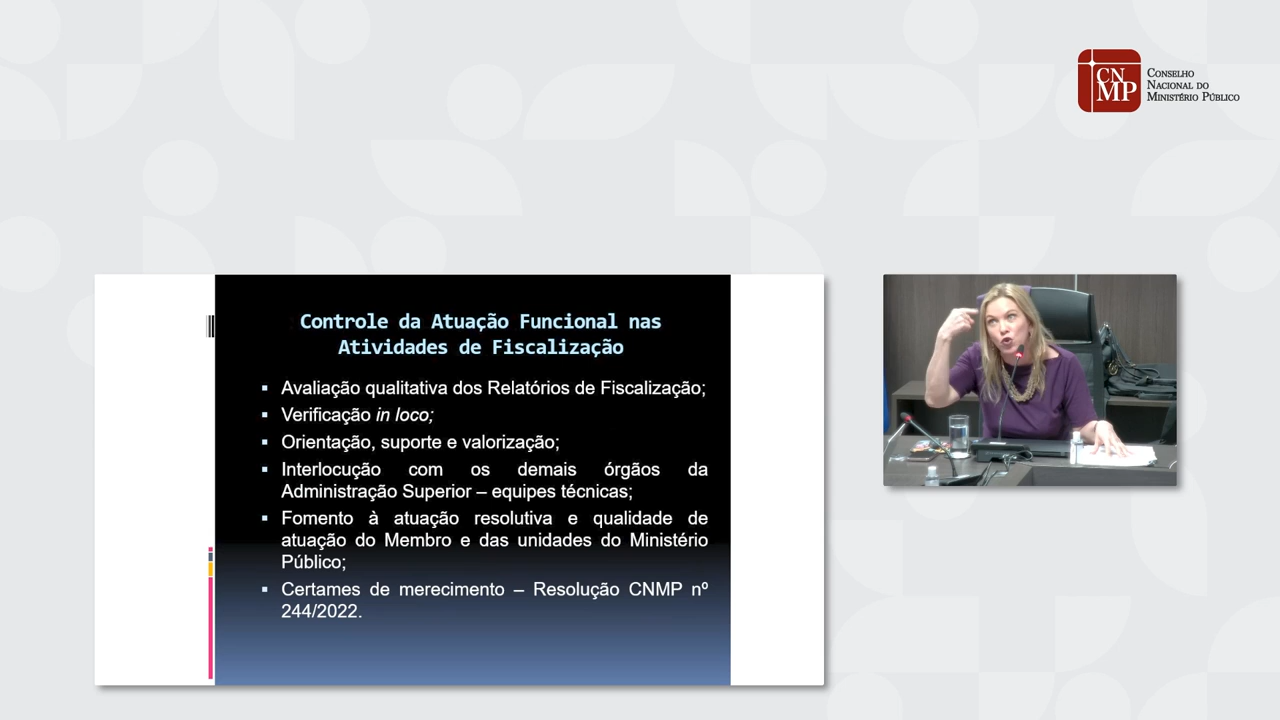 CN
MP
Conselho
Nacional do
Ministério Público
Controle da Atuação Funcional nas
Atividades de Fiscalização
▪ Avaliação qualitativa dos Relatórios de Fiscalização;
▪ Verificação in loco;
▪ Orientação, suporte e valorização;
▪ Interlocução com os demais órgãos da
Administração Superior – equipes técnicas;
▪ Fomento à atuação resolutiva e qualidade de
atuação do Membro e das unidades do Ministério
Público;
▪ Certames de merecimento – Resolução CNMP nº
244/2022.